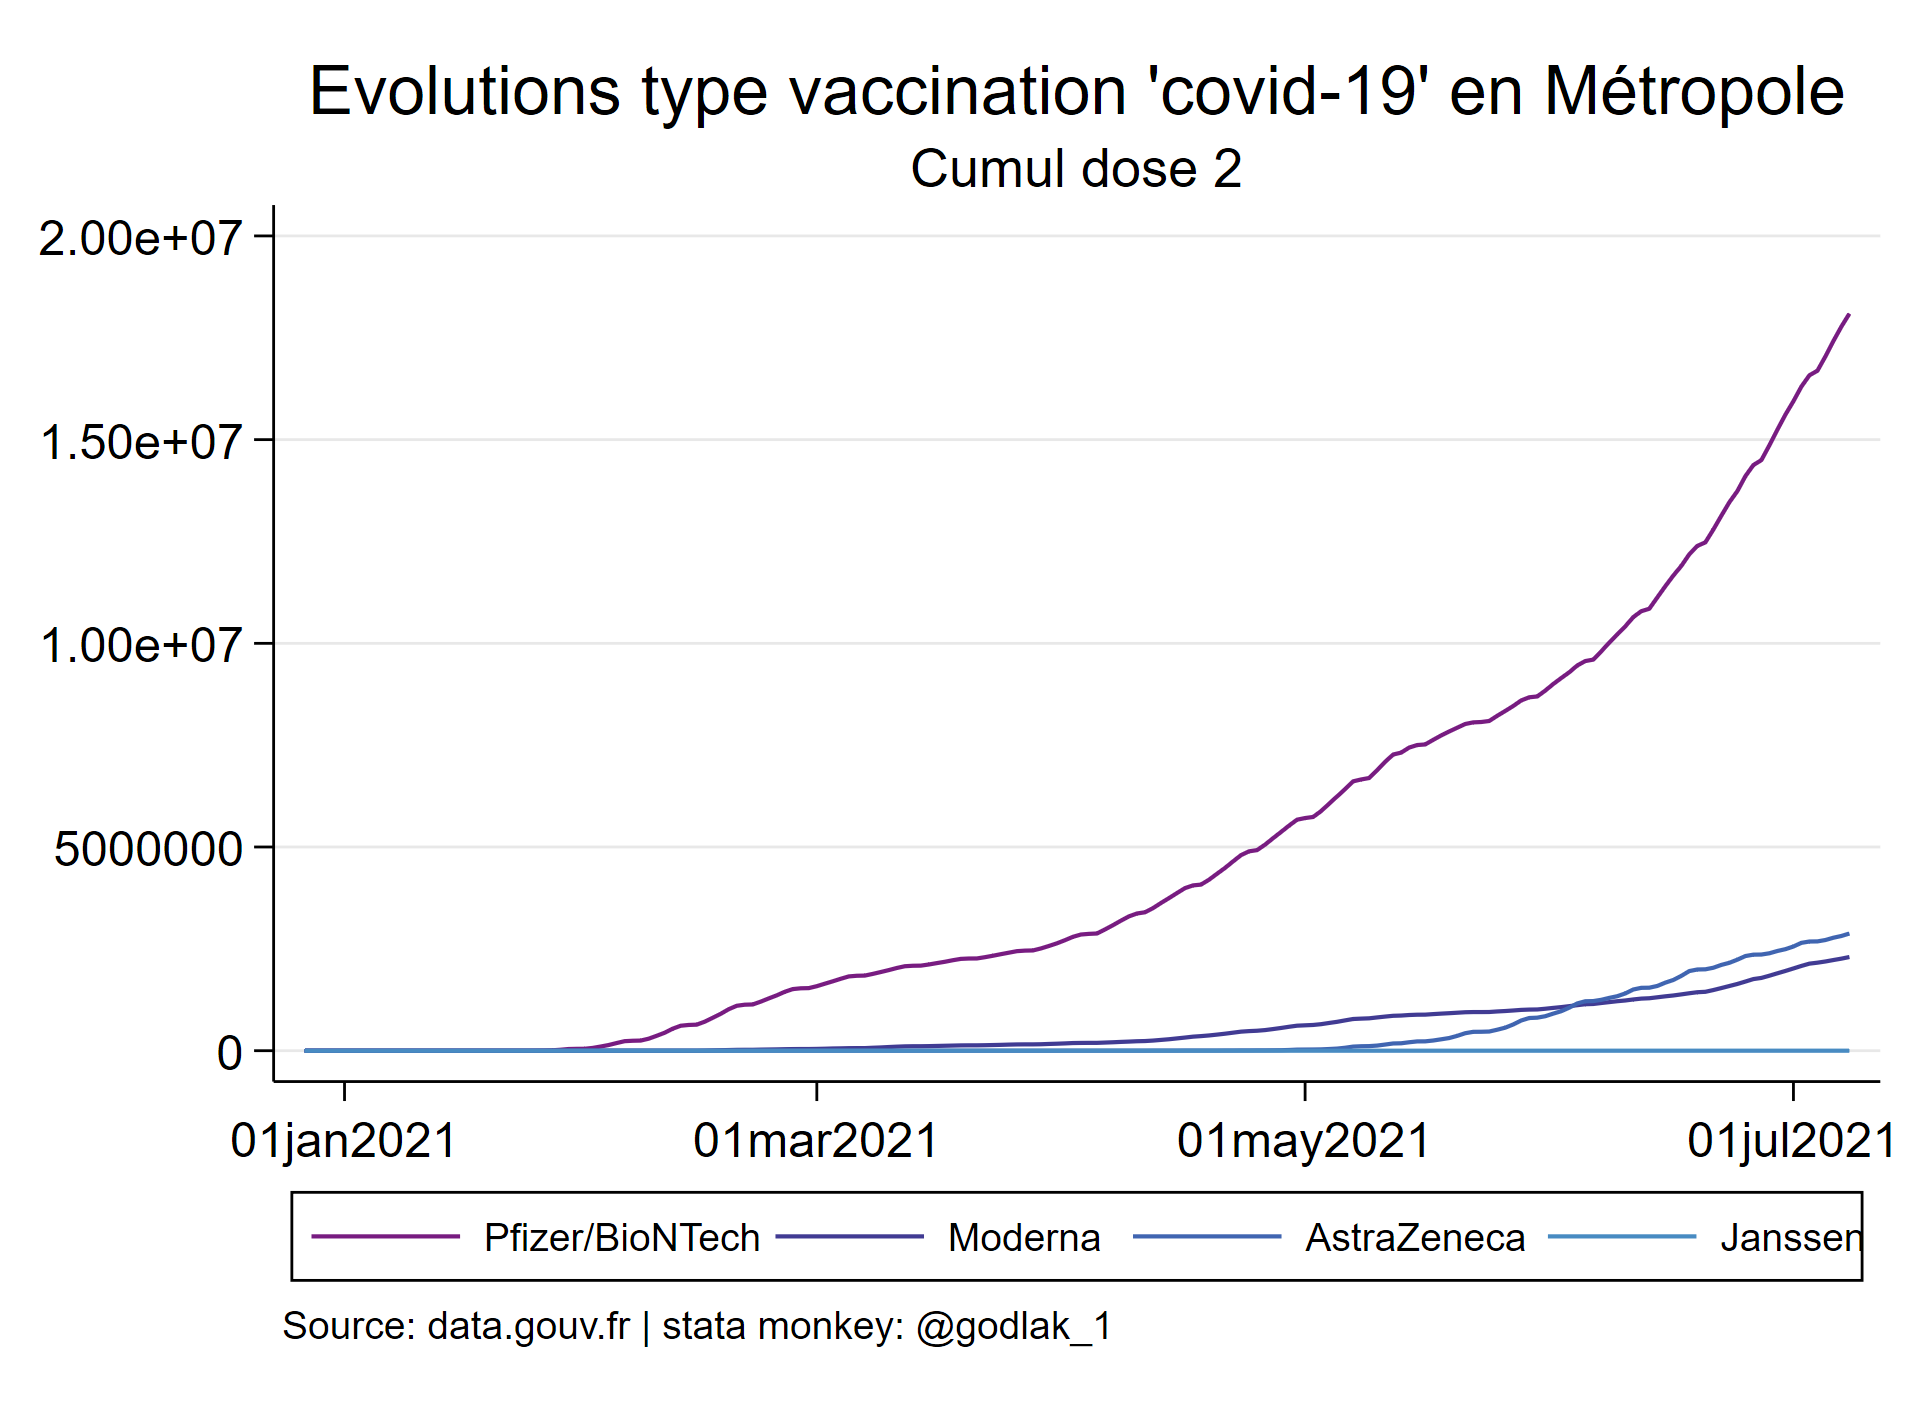 Evolutions type vaccination 'covid-19' en Métropole
Cumul dose 2
2.00e+07
1.50e+07
1.00e+07
5000000
0
01jan2021 01mar2021 01may2021 01jul2021
Pfizer/BioNTech Moderna AstraZeneca Janssen
Source: data.gouv.fr | stata monkey: @godlak_1